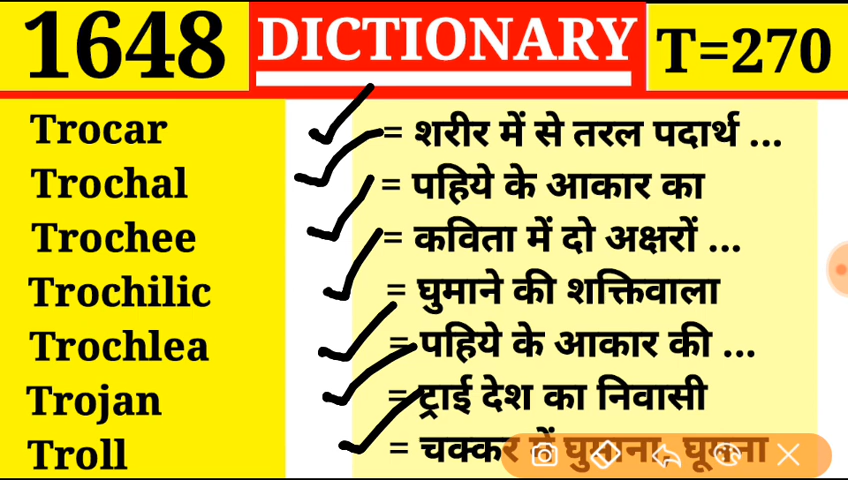 1648 DICTIONARY T=270
Trocar = शरीर में से तरल पदार्थ ...
Trochal = पहिये के आकार का
Trochee = कविता में दो अक्षरों ...
Trochilic = घुमाने की शक्तिवाला
Trochlea = पहिये के आकार की ...
Trojan = ट्राई देश का निवासी
Troll = चक्कर में घुमाना, घूमना